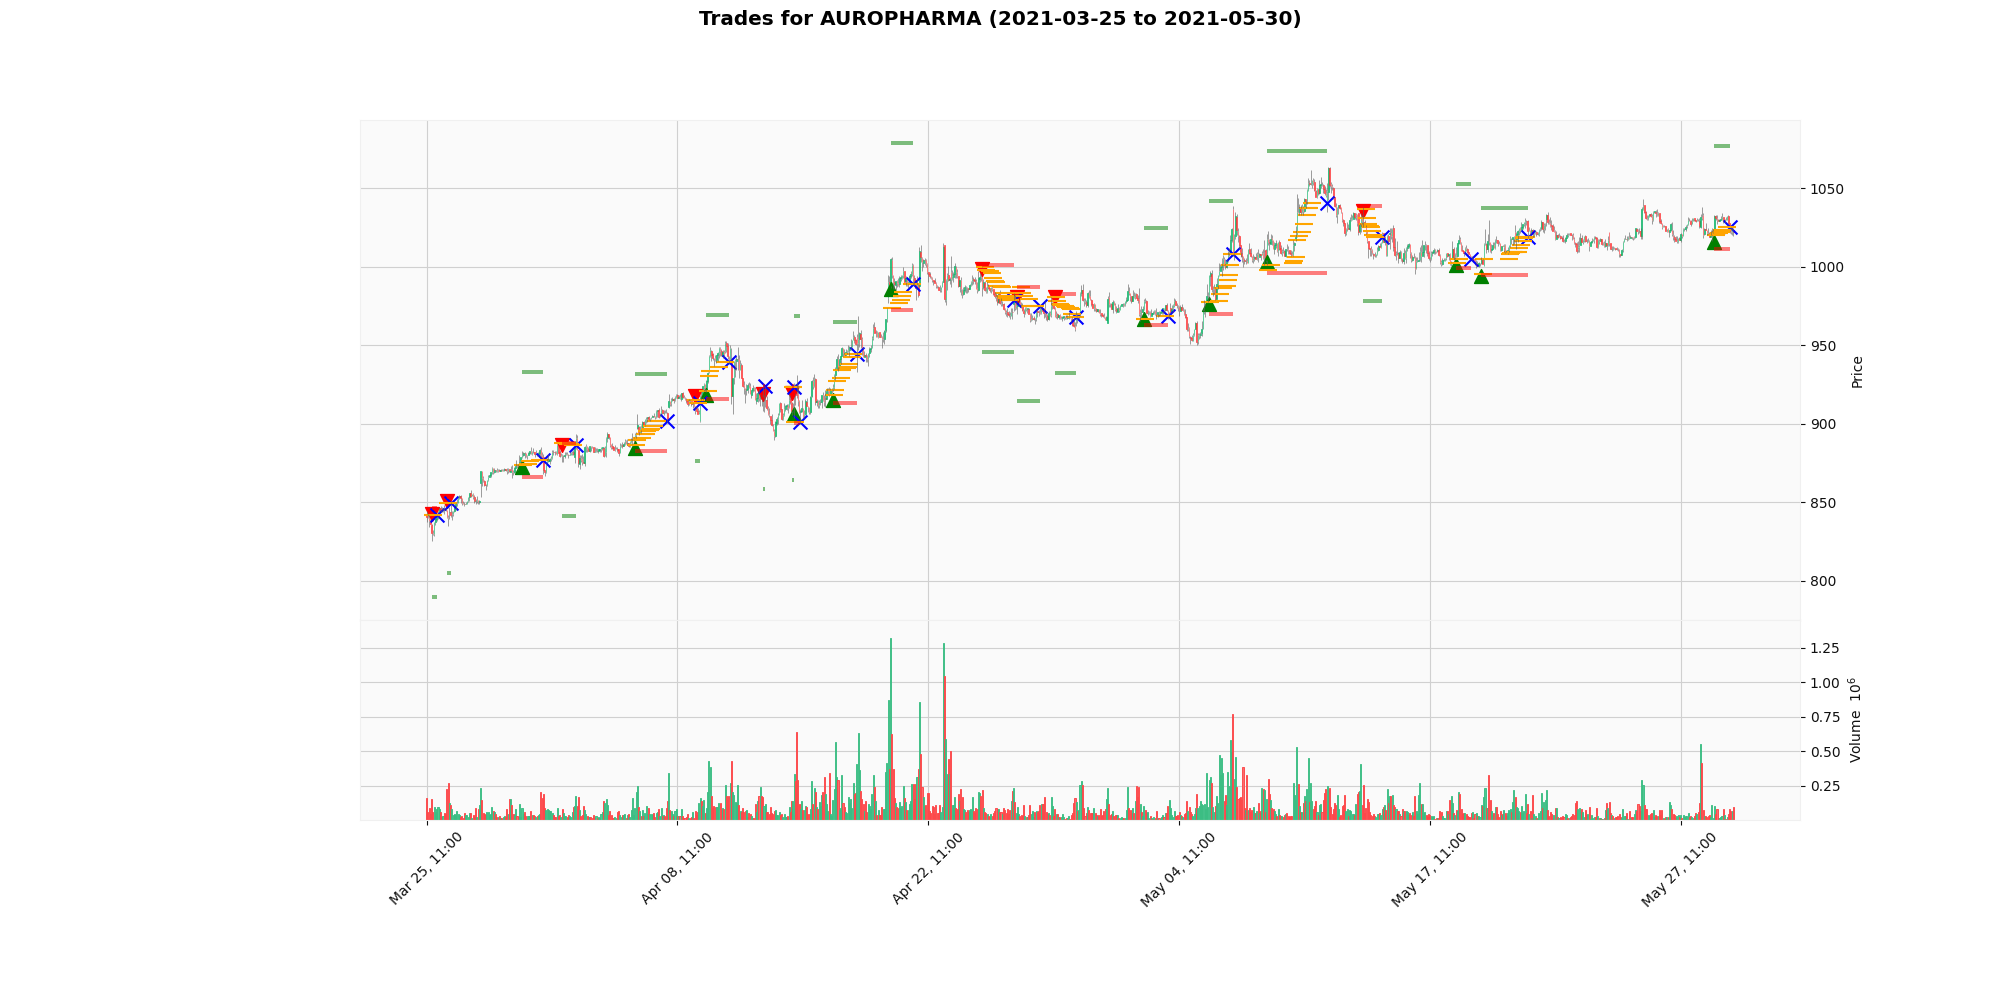 Trades for AUROPHARMA (2021-03-25 to 2021-05-30)
1050
1000
950
900
850
800
Price
1.25
1.00
0.75
0.50
0.25
Volume 10⁶
Mar 25, 11:00
Apr 08, 11:00
Apr 22, 11:00
May 04, 11:00
May 17, 11:00
May 27, 11:00